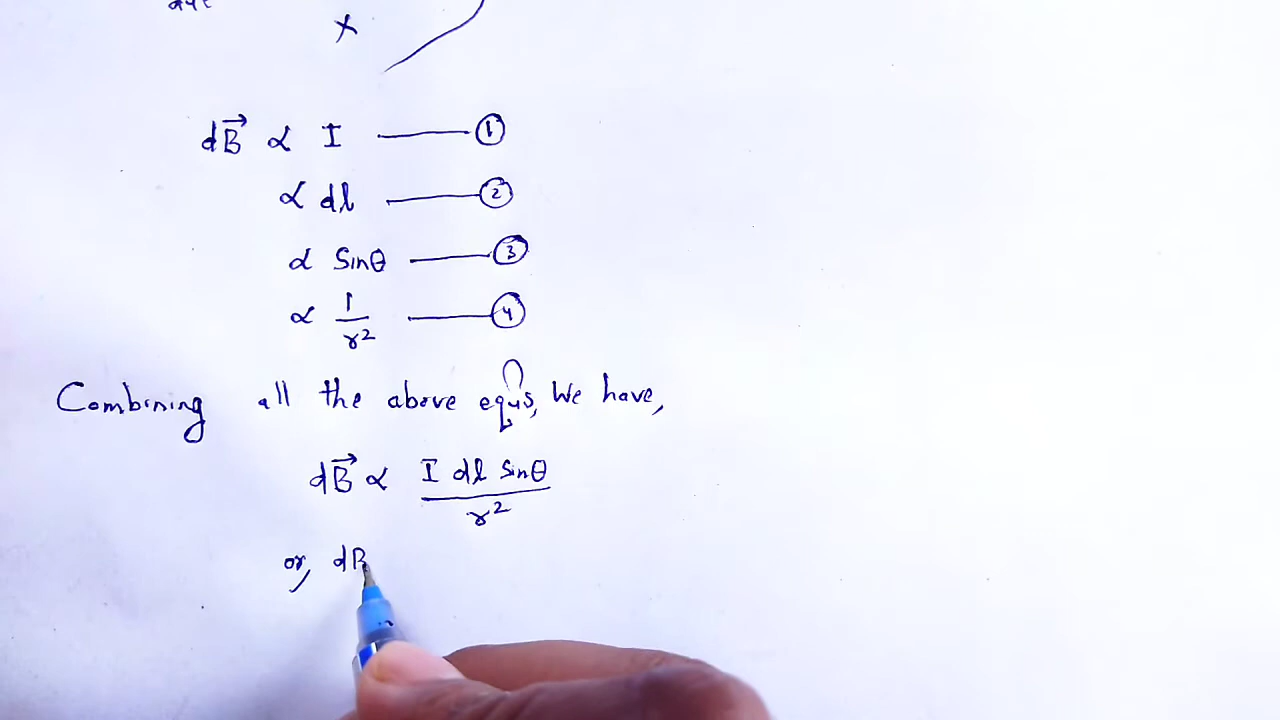 X
dB⃗ ∝ I —— ①
∝ dl —— ②
∝ Sinθ —— ③
∝ 1/r² —— ④
Combining all the above eqns, We have,
dB⃗ ∝ I dl Sinθ / r²
or, dB